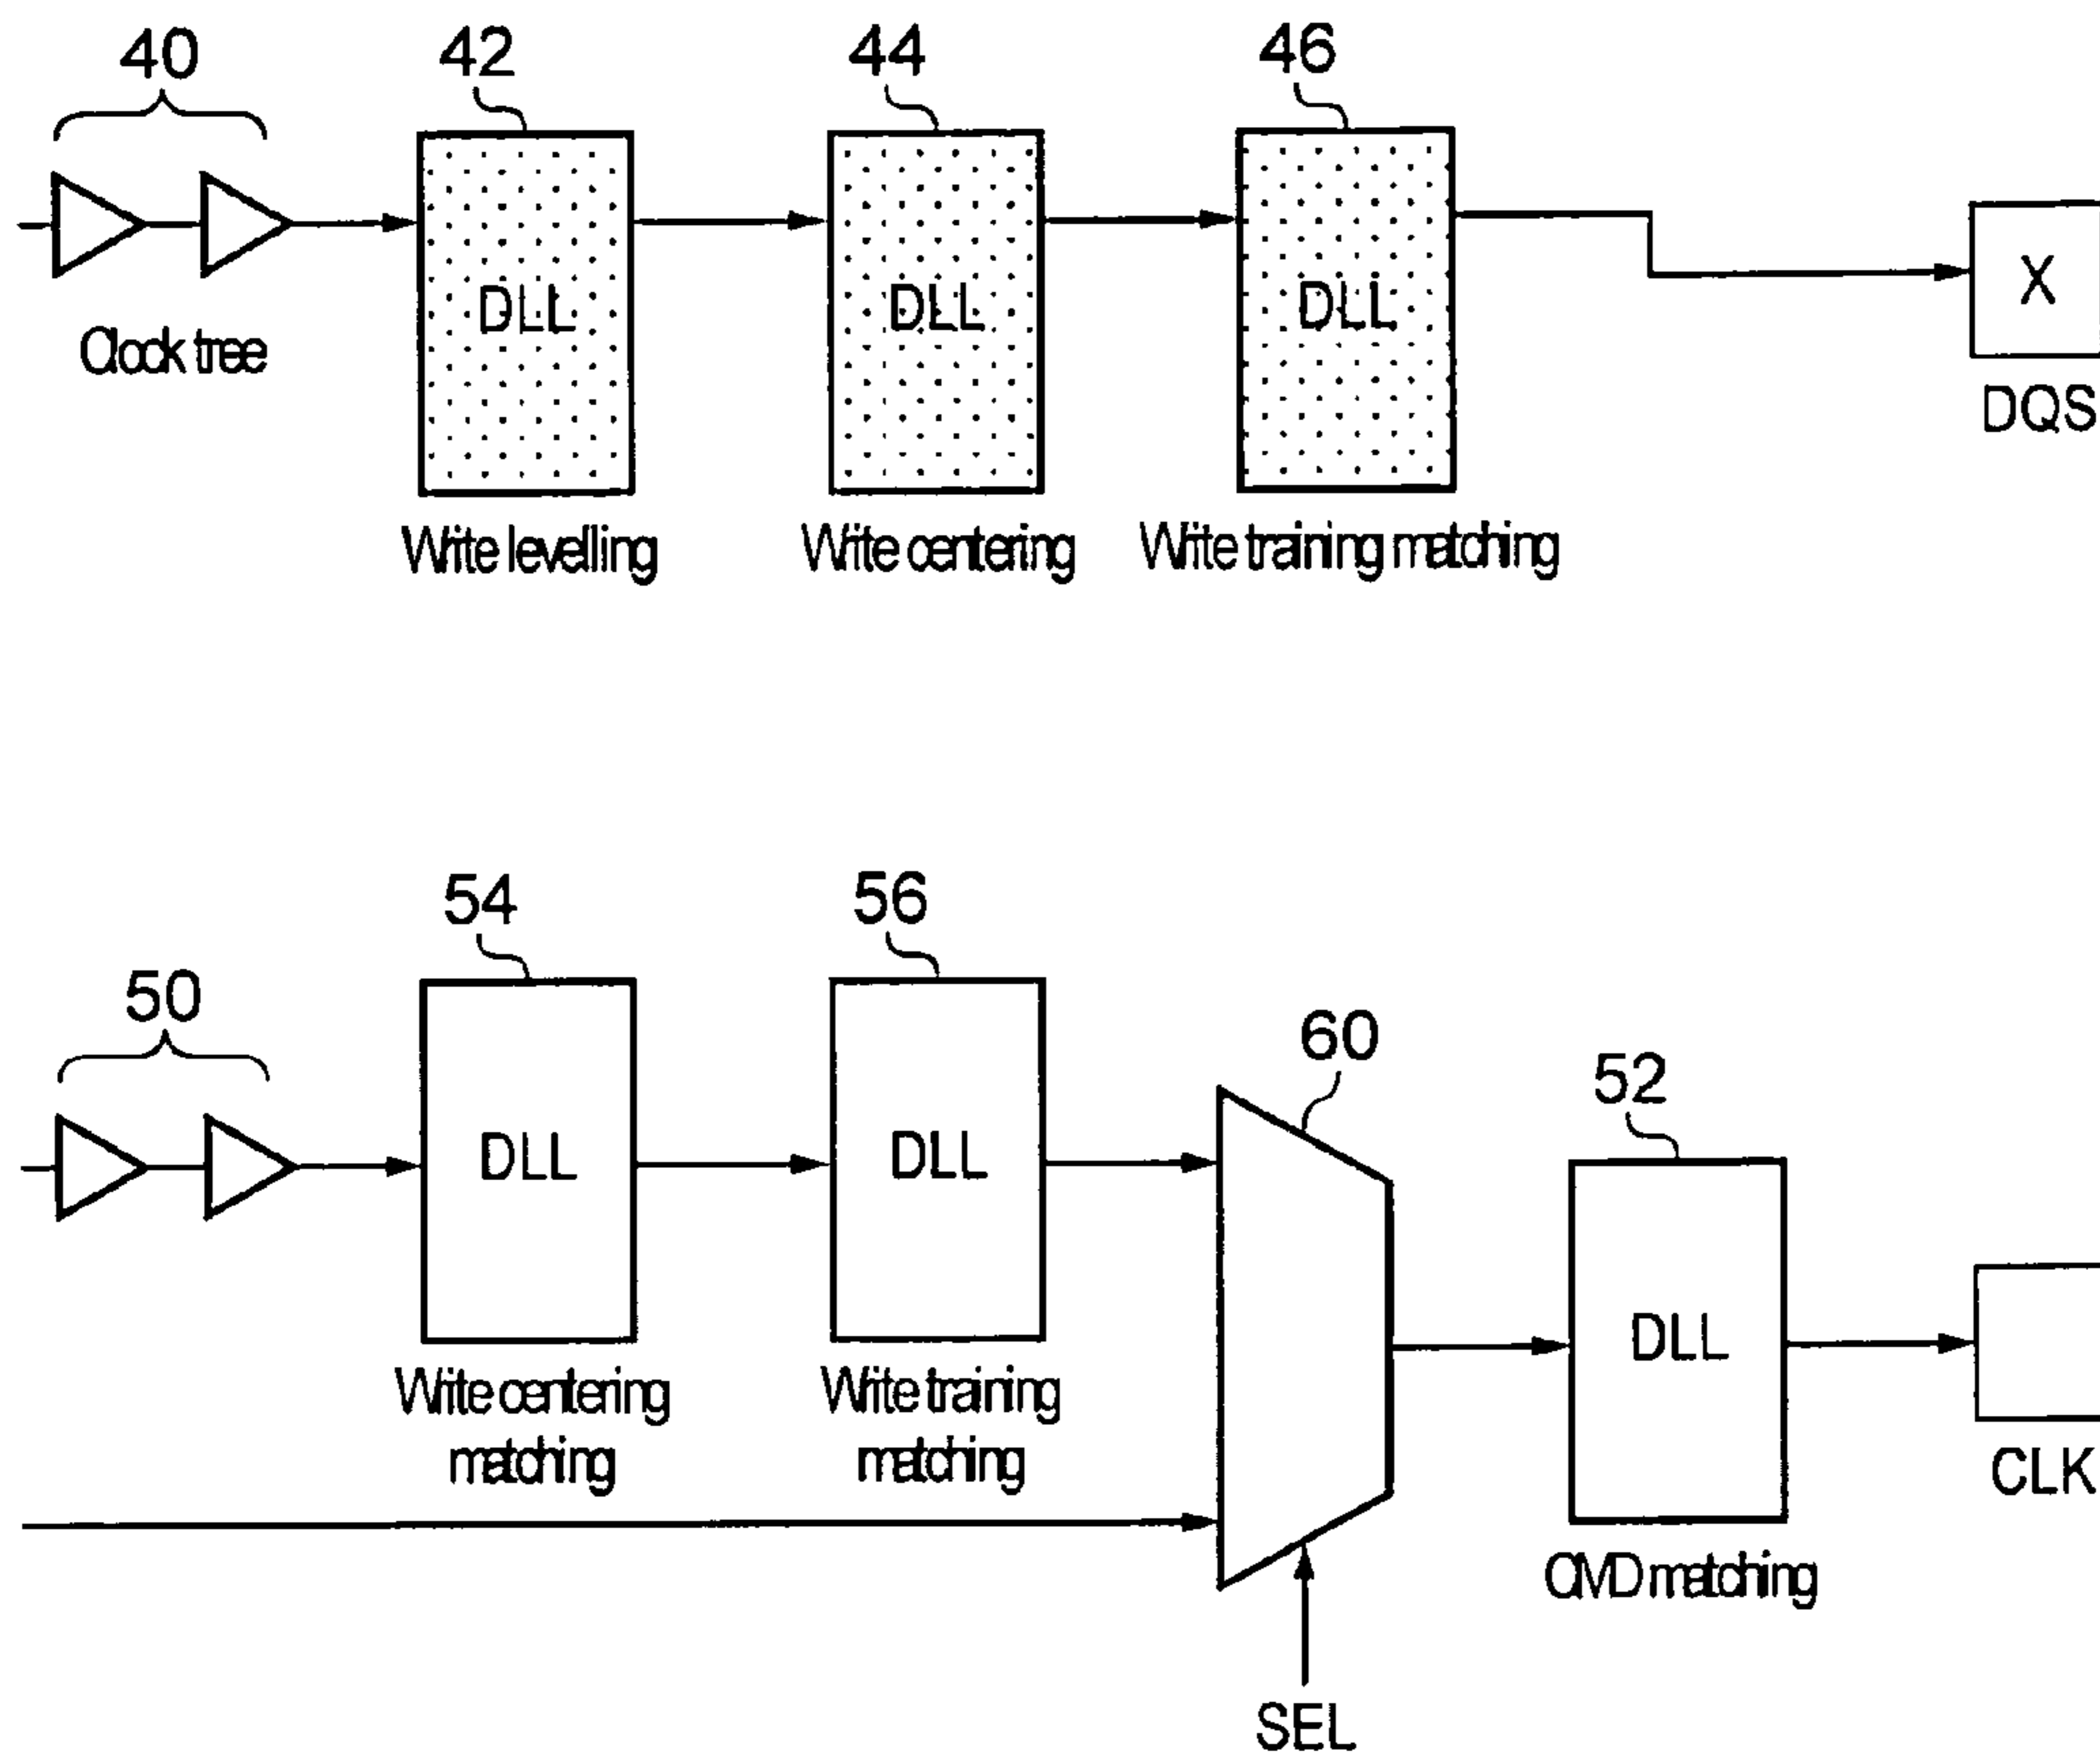 40
42
44
46
DLL
DLL
DLL
X
Clock tree
DQS
Write levelling
Write centering
Write training matching
54
56
50
60
52
DLL
DLL
DLL
Write centering
matching
Write training
matching
CLK
CMD matching
SEL